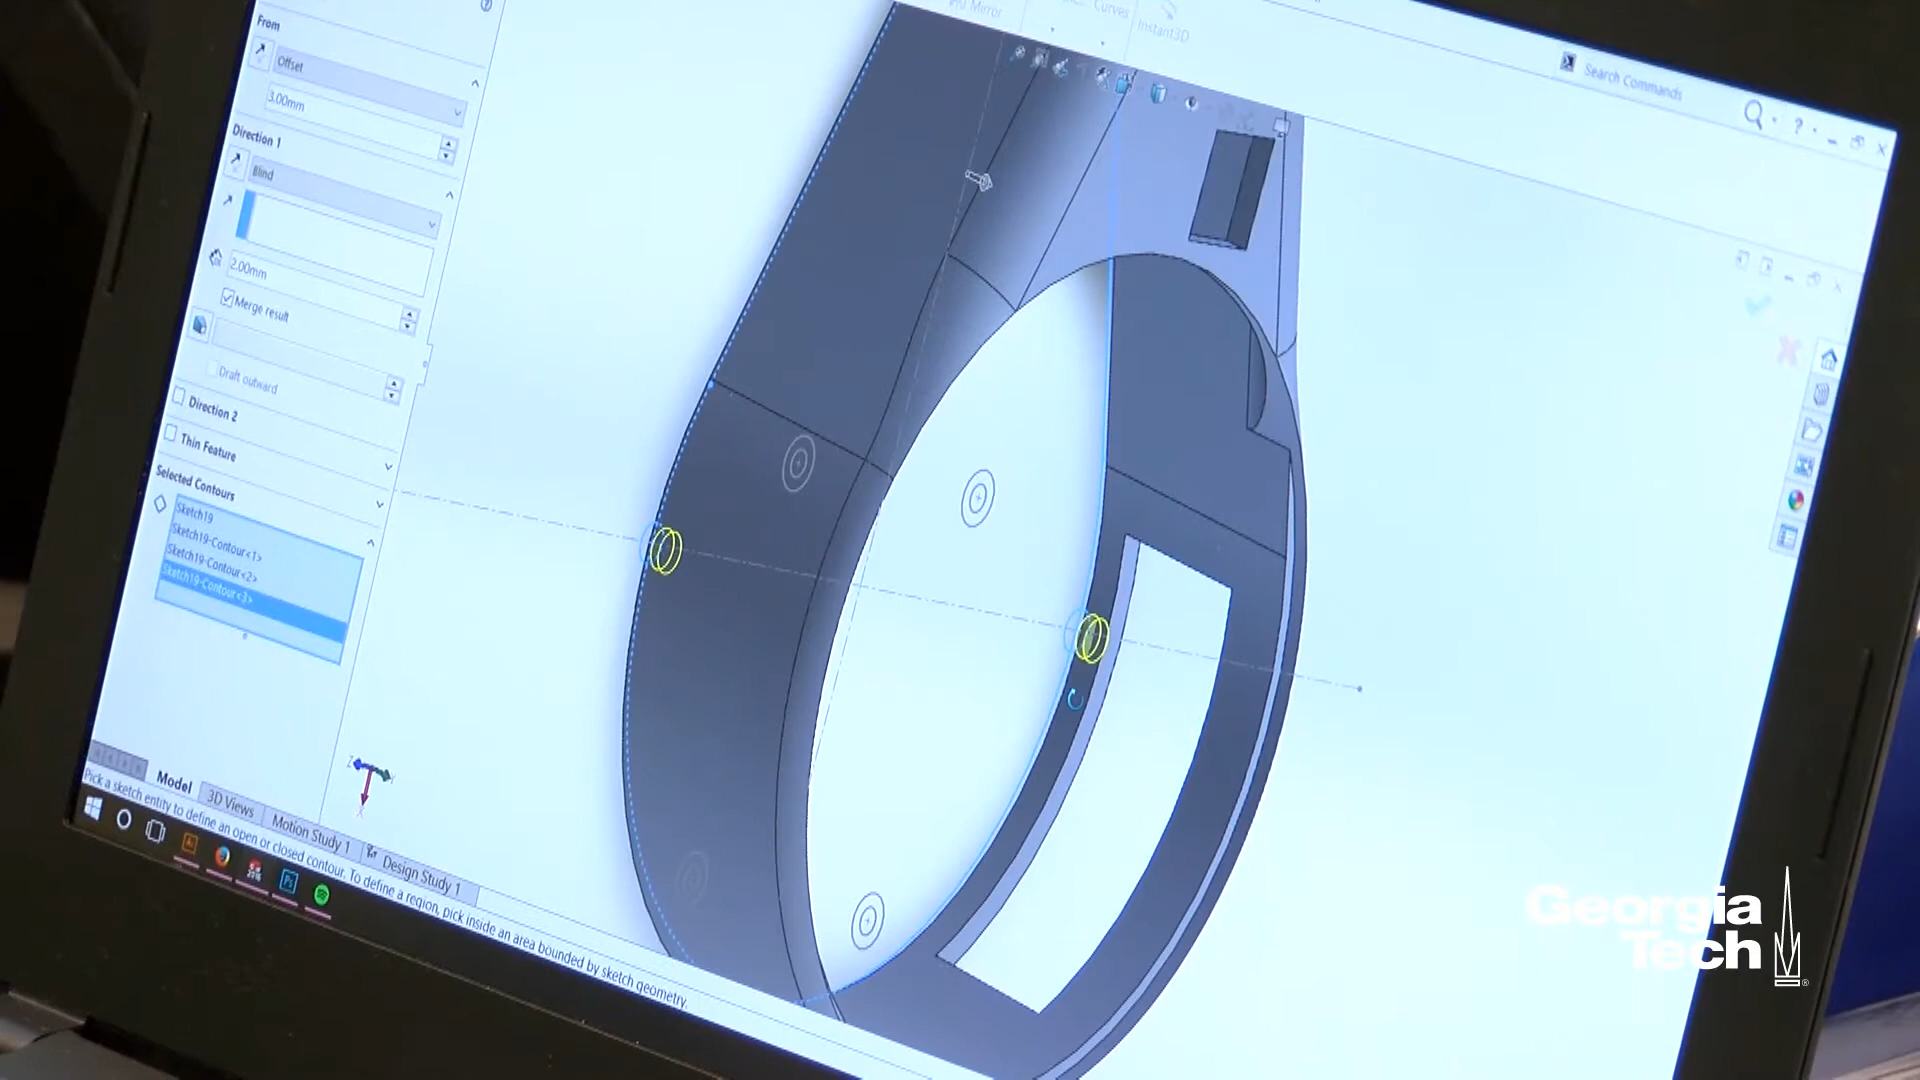 From
Offset
3.00mm
Direction 1
Blind
2.00mm
Merge result
Draft outward
Direction 2
Thin Feature
Selected Contours
Sketch19
Sketch19-Contour<1>
Sketch19-Contour<2>
Sketch19-Contour<3>
Mirror
Curves
Instant3D
Search Commands
?
Z
Model
3D Views
Motion Study 1
Design Study 1
Pick a sketch entity to define an open or closed contour. To define a region, pick inside an area bounded by sketch geometry.
Ai
Ps
Georgia
Tech
®